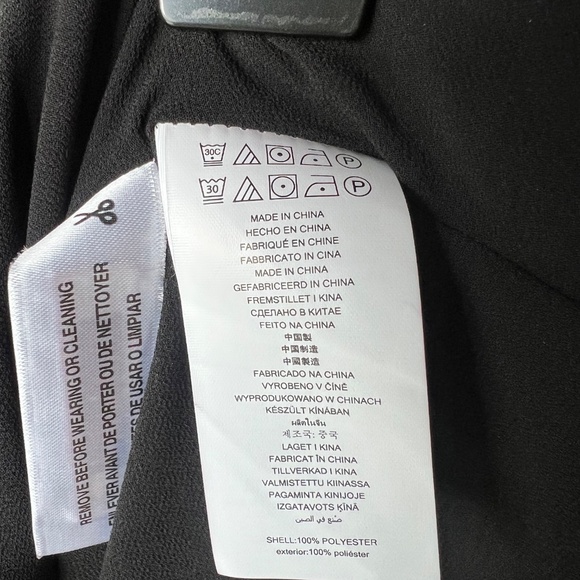 REMOVE BEFORE WEARING OR CLEANING
ENLEVER AVANT DE PORTER OU DE NETTOYER
DE USAR O LIMPIAR
30C P
30 P
MADE IN CHINA
HECHO EN CHINA
FABRIQUÉ EN CHINE
FABBRICATO IN CINA
MADE IN CHINA
GEFABRICEERD IN CHINA
FREMSTILLET I KINA
СДЕЛАНО В КИТАЕ
FEITO NA CHINA
中国製
中国制造
中國製造
FABRICADO NA CHINA
VYROBENO V ČÍNĚ
WYPRODUKOWANO W CHINACH
KÉSZÜLT KÍNÁBAN
ผลิตในจีน
제조국: 중국
LAGET I KINA
FABRICAT ÎN CHINA
TILLVERKAD I KINA
VALMISTETTU KIINASSA
PAGAMINTA KINIJOJE
IZGATAVOTS ĶĪNĀ
صنع في الصين
SHELL:100% POLYESTER
exterior:100% poliéster